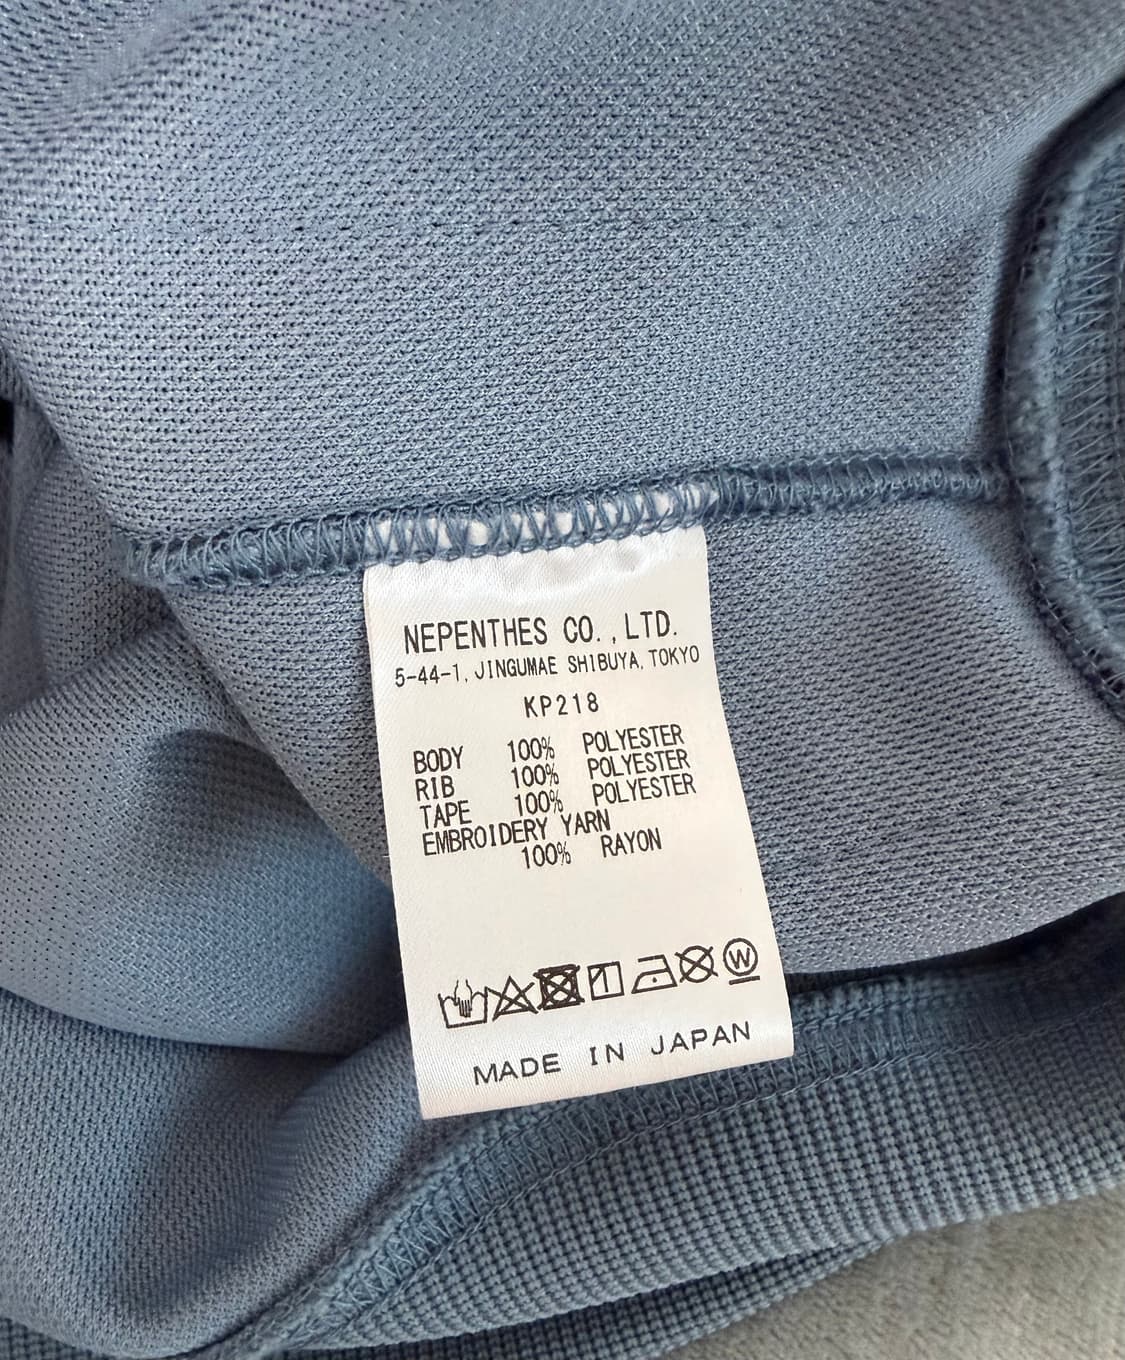 NEPENTHES CO.,LTD.
5-44-1, JINGUMAE SHIBUYA, TOKYO
KP218
BODY 100% POLYESTER
RIB 100% POLYESTER
TAPE 100% POLYESTER
EMBROIDERY YARN
100% RAYON
W
MADE IN JAPAN